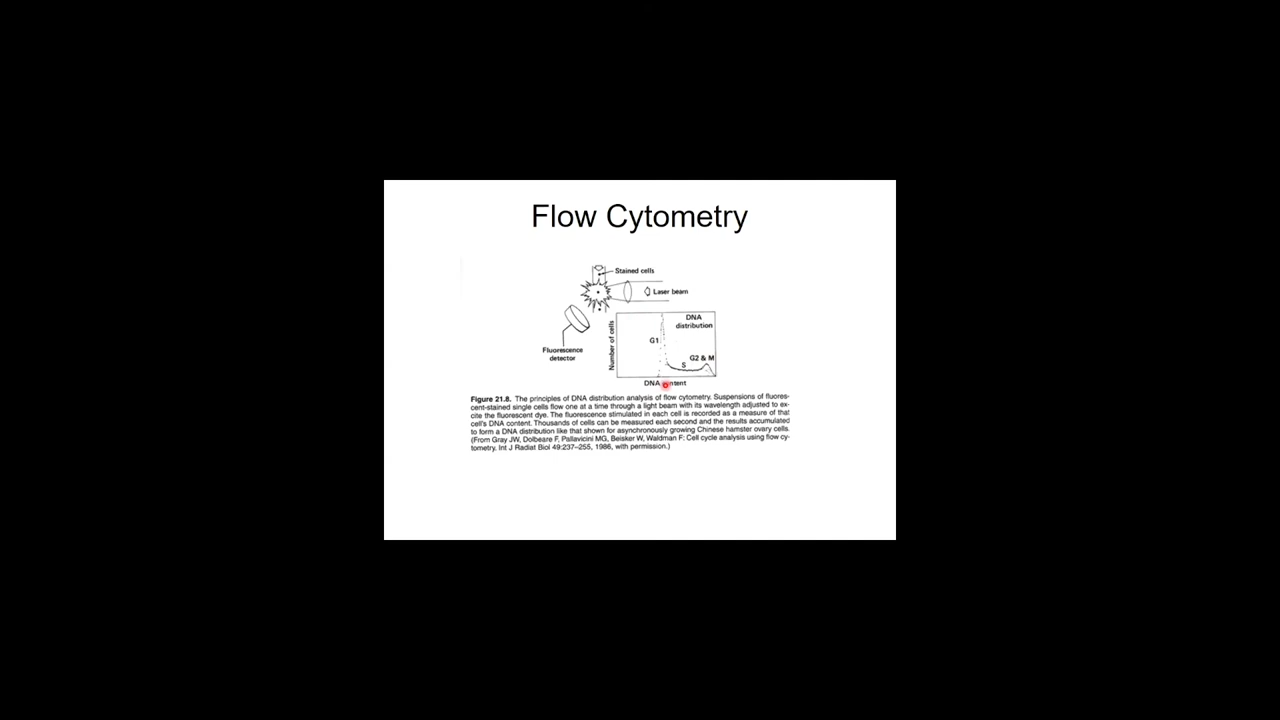 Flow Cytometry
Stained cells
Laser beam
Fluorescence
detector
Number of cells
DNA
distribution
G1
S
G2 & M
DNA
Figure 21.8. The principles of DNA distribution analysis of flow cytometry. Suspensions of fluores-
cent-stained single cells flow one at a time through a light beam with its wavelength adjusted to ex-
cite the fluorescent dye. The fluorescence stimulated in each cell is recorded as a measure of that
cell's DNA content. Thousands of cells can be measured each second and the results accumulated
to form a DNA distribution like that shown for asynchronously growing Chinese hamster ovary cells.
(From Gray JW, Dolbeare F, Pallavicini MG, Beisker W, Waldman F: Cell cycle analysis using flow cy-
tometry. Int J Radiat Biol 49:237–255, 1986, with permission.)